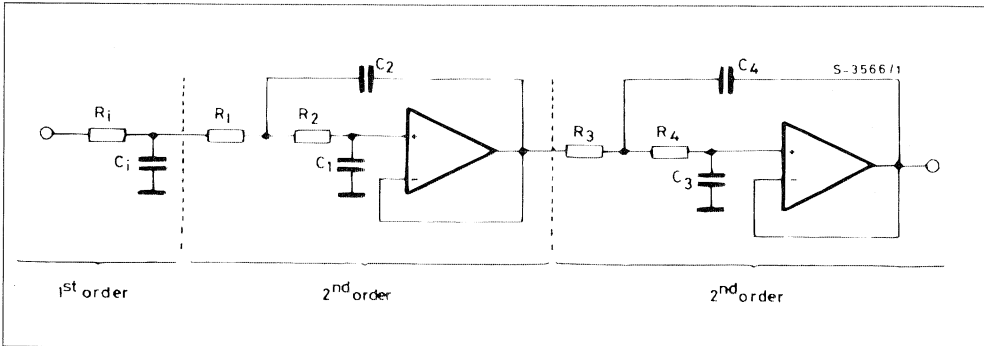 C2
C4
S-3566/1
Ri
R1
R2
R3
R4
Ci
C1
C3
+
−
+
−
1st order
2nd order
2nd order